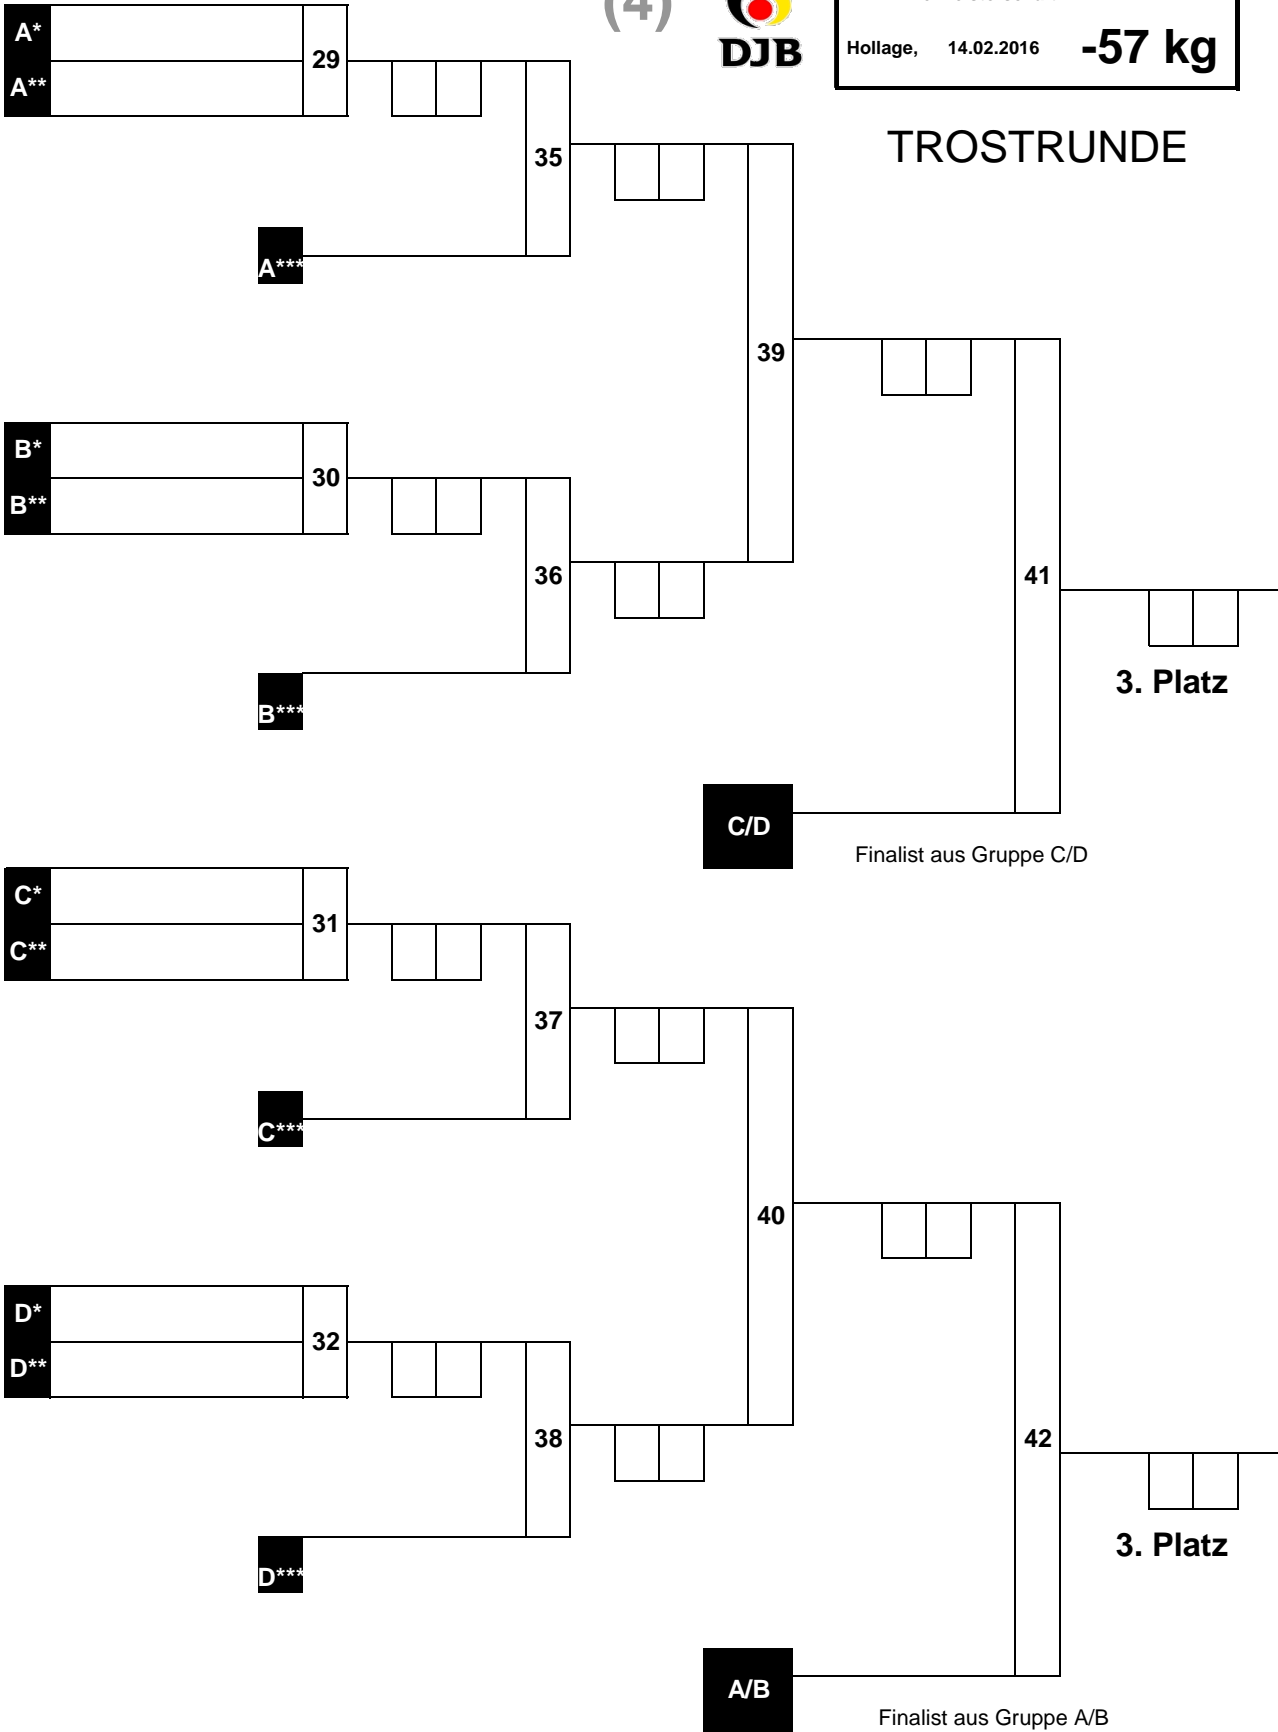 (4)
DJB
Hollage, 14.02.2016 -57 kg
TROSTRUNDE
A*
A**
29
35
A***
39
B*
B**
30
36
41
B***
3. Platz
C/D
Finalist aus Gruppe C/D
C*
C**
31
37
C***
40
D*
D**
32
38
42
D***
3. Platz
A/B
Finalist aus Gruppe A/B